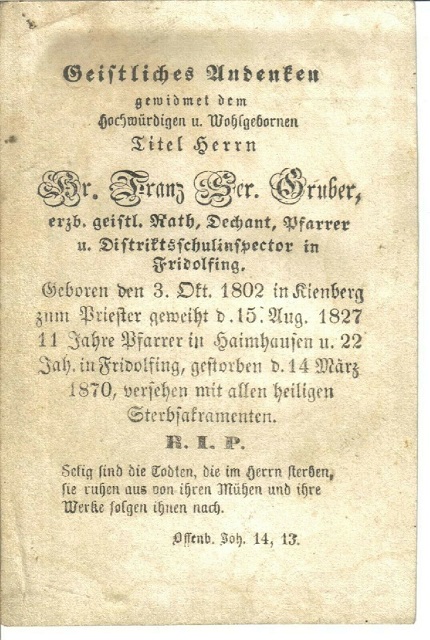 Geistliches Andenken
gewidmet dem
Hochwürdigen u. Wohlgebornen
Titel Herrn
Hr. Franz Ser. Gruber,
erzb. geistl. Rath, Dechant, Pfarrer
u. Distriktsschulinspector in
Fridolfing.
Geboren den 3. Okt. 1802 in Kienberg
zum Priester geweiht d. 15. Aug. 1827
11 Jahre Pfarrer in Haimhausen u. 22
Jah. in Fridolfing, gestorben d. 14 März
1870, versehen mit allen heiligen
Sterbsakramenten.
R. I. P.
Selig sind die Todten, die im Herrn sterben,
sie ruhen aus von ihren Mühen und ihre
Werke folgen ihnen nach.
Offenb. Joh. 14, 13.